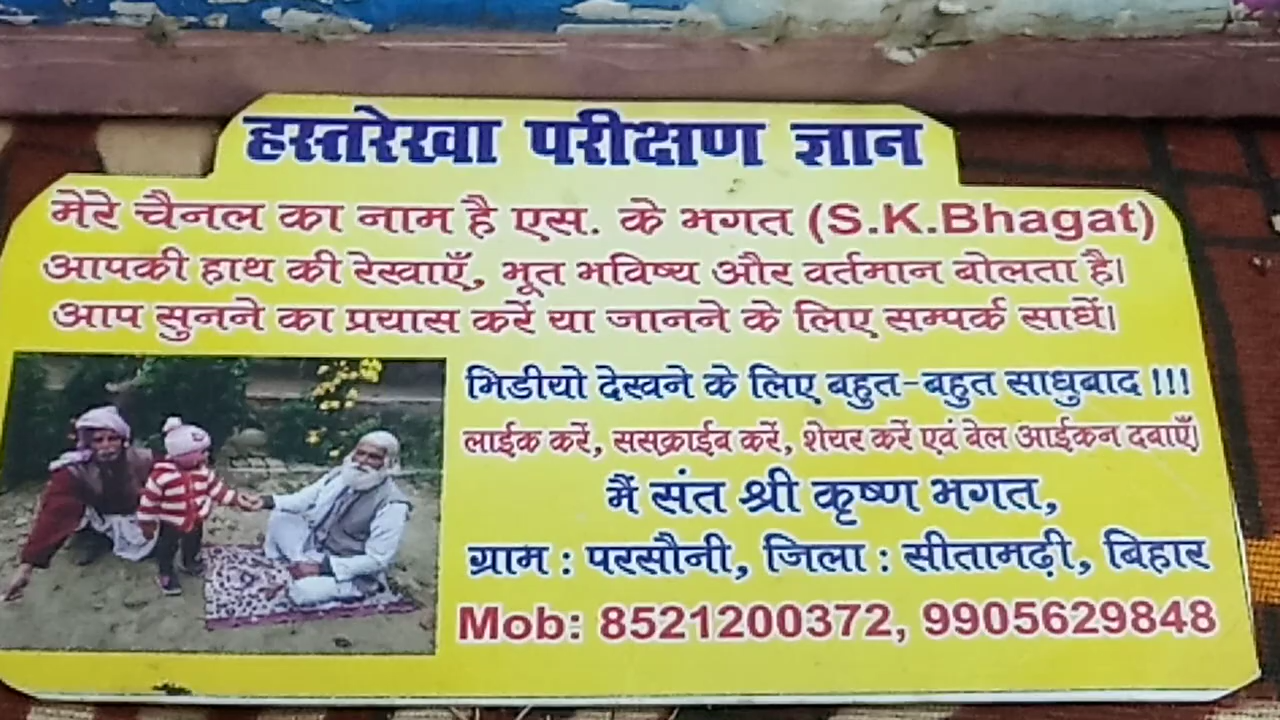 हस्तरेखा परीक्षण ज्ञान
मेरे चैनल का नाम है एस. के भगत (S.K.Bhagat)
आपकी हाथ की रेखाएँ, भूत भविष्य और वर्तमान बोलता है।
आप सुनने का प्रयास करें या जानने के लिए सम्पर्क साधें।
भिडीयो देखने के लिए बहुत-बहुत साधुबाद !!!
लाईक करें, ससक्राईब करें, शेयर करें एवं बेल आईकन दबाएँ।
मैं संत श्री कृष्ण भगत,
ग्राम : परसौनी, जिला : सीतामढ़ी, बिहार
Mob: 8521200372, 9905629848